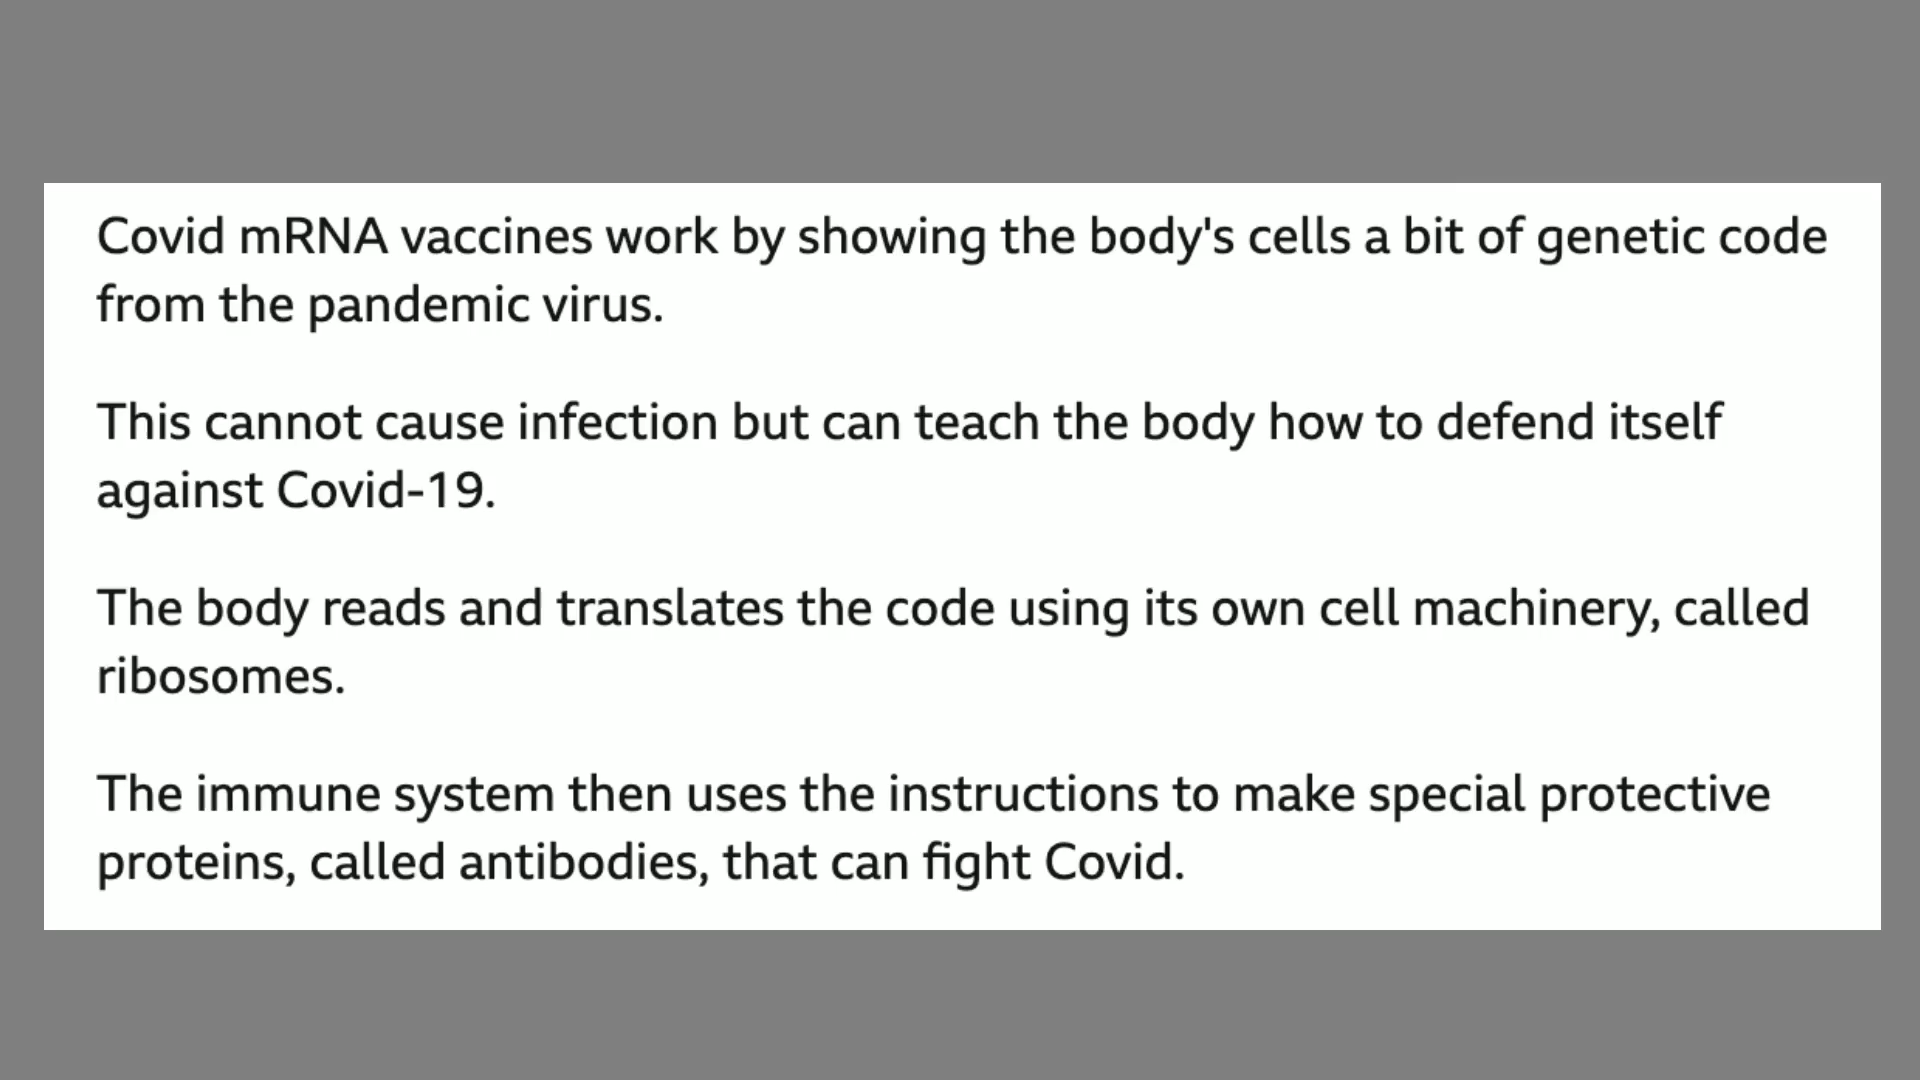 Covid mRNA vaccines work by showing the body's cells a bit of genetic code
from the pandemic virus.
This cannot cause infection but can teach the body how to defend itself
against Covid-19.
The body reads and translates the code using its own cell machinery, called
ribosomes.
The immune system then uses the instructions to make special protective
proteins, called antibodies, that can fight Covid.